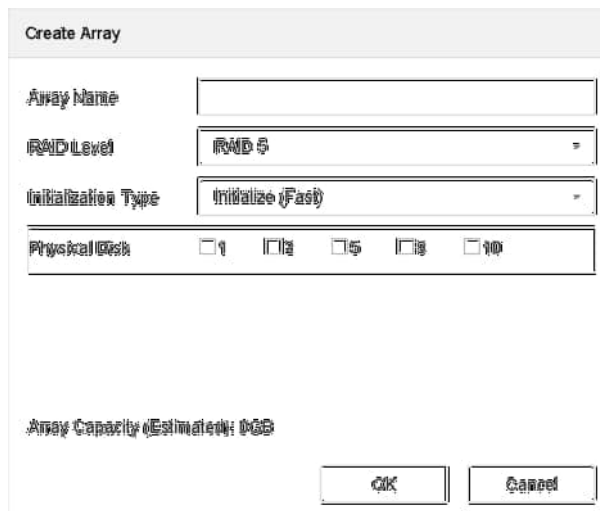 Create Array
Array Name
RAID Level RAID 5
Initialization Type Initialize (Fast)
Physical Disk 1 2 5 10
Array Capacity (Estimated): 0GB
OK Cancel